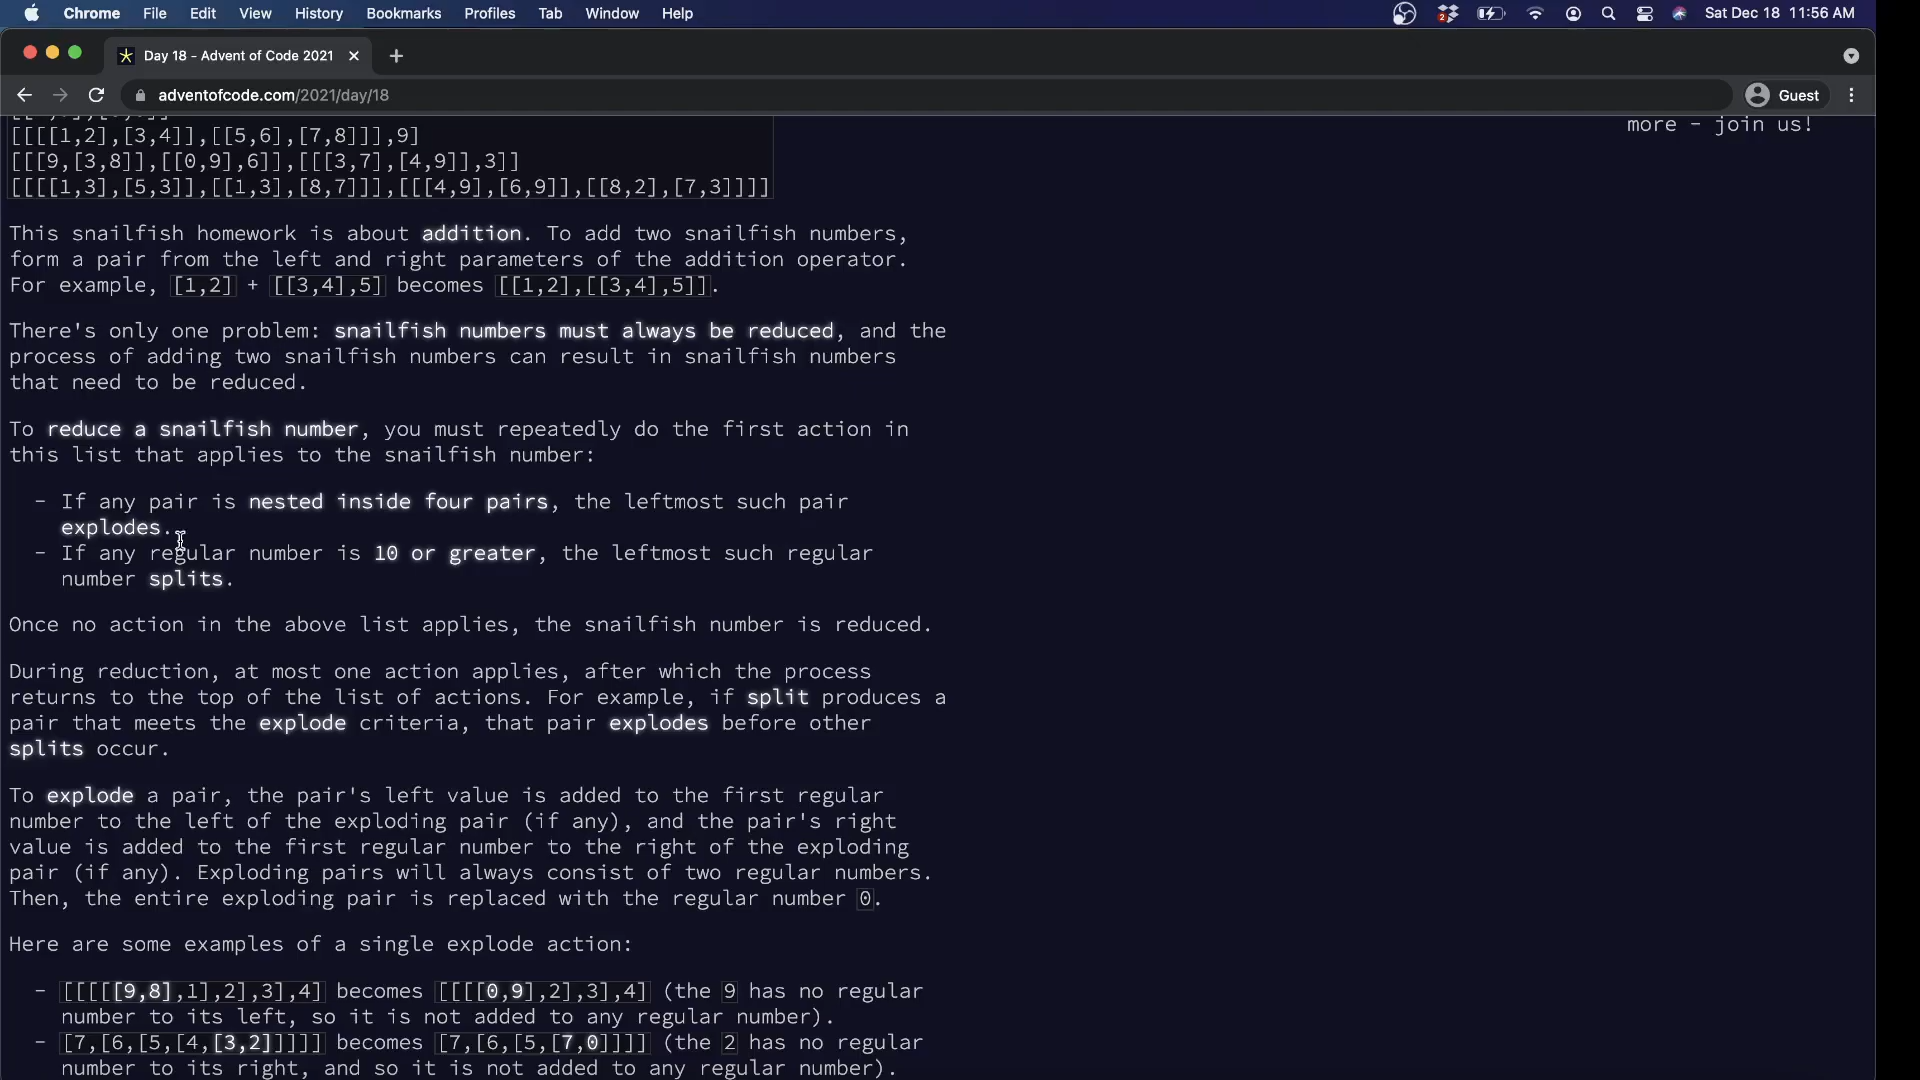 Chrome File Edit View History Bookmarks Profiles Tab Window Help 2 Sat Dec 18 11:56 AM
Day 18 - Advent of Code 2021
adventofcode.com/2021/day/18 Guest
more - join us!
[[[[1,2],[3,4]],[[5,6],[7,8]]],9]
[[[9,[3,8]],[[0,9],6]],[[[3,7],[4,9]],3]]
[[[[1,3],[5,3]],[[1,3],[8,7]]],[[[4,9],[6,9]],[[8,2],[7,3]]]]
This snailfish homework is about addition. To add two snailfish numbers,
form a pair from the left and right parameters of the addition operator.
For example, [1,2] + [[3,4],5] becomes [[1,2],[[3,4],5]].
There's only one problem: snailfish numbers must always be reduced, and the
process of adding two snailfish numbers can result in snailfish numbers
that need to be reduced.
To reduce a snailfish number, you must repeatedly do the first action in
this list that applies to the snailfish number:
- If any pair is nested inside four pairs, the leftmost such pair
explodes.
- If any regular number is 10 or greater, the leftmost such regular
number splits.
Once no action in the above list applies, the snailfish number is reduced.
During reduction, at most one action applies, after which the process
returns to the top of the list of actions. For example, if split produces a
pair that meets the explode criteria, that pair explodes before other
splits occur.
To explode a pair, the pair's left value is added to the first regular
number to the left of the exploding pair (if any), and the pair's right
value is added to the first regular number to the right of the exploding
pair (if any). Exploding pairs will always consist of two regular numbers.
Then, the entire exploding pair is replaced with the regular number 0.
Here are some examples of a single explode action:
- [[[[[9,8],1],2],3],4] becomes [[[[0,9],2],3],4] (the 9 has no regular
number to its left, so it is not added to any regular number).
- [7,[6,[5,[4,[3,2]]]]] becomes [7,[6,[5,[7,0]]]] (the 2 has no regular
number to its right, and so it is not added to any regular number).